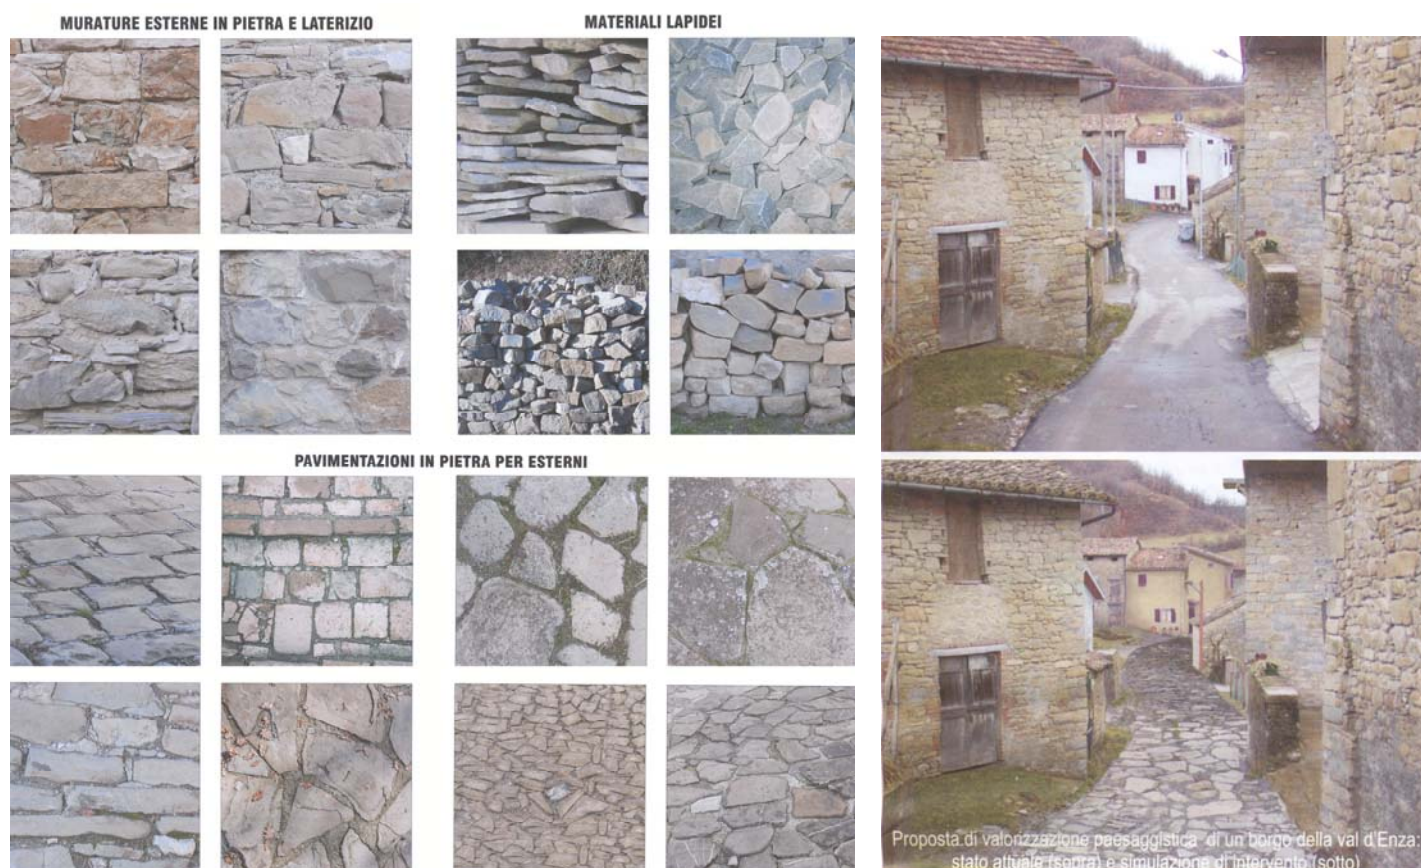 MURATURE ESTERNE IN PIETRA E LATERIZIO
MATERIALI LAPIDEI
PAVIMENTAZIONI IN PIETRA PER ESTERNI
Proposta di valorizzazione paesaggistica di un borgo della val d'Enza:
stato attuale (sopra) e simulazione di intervento (sotto)